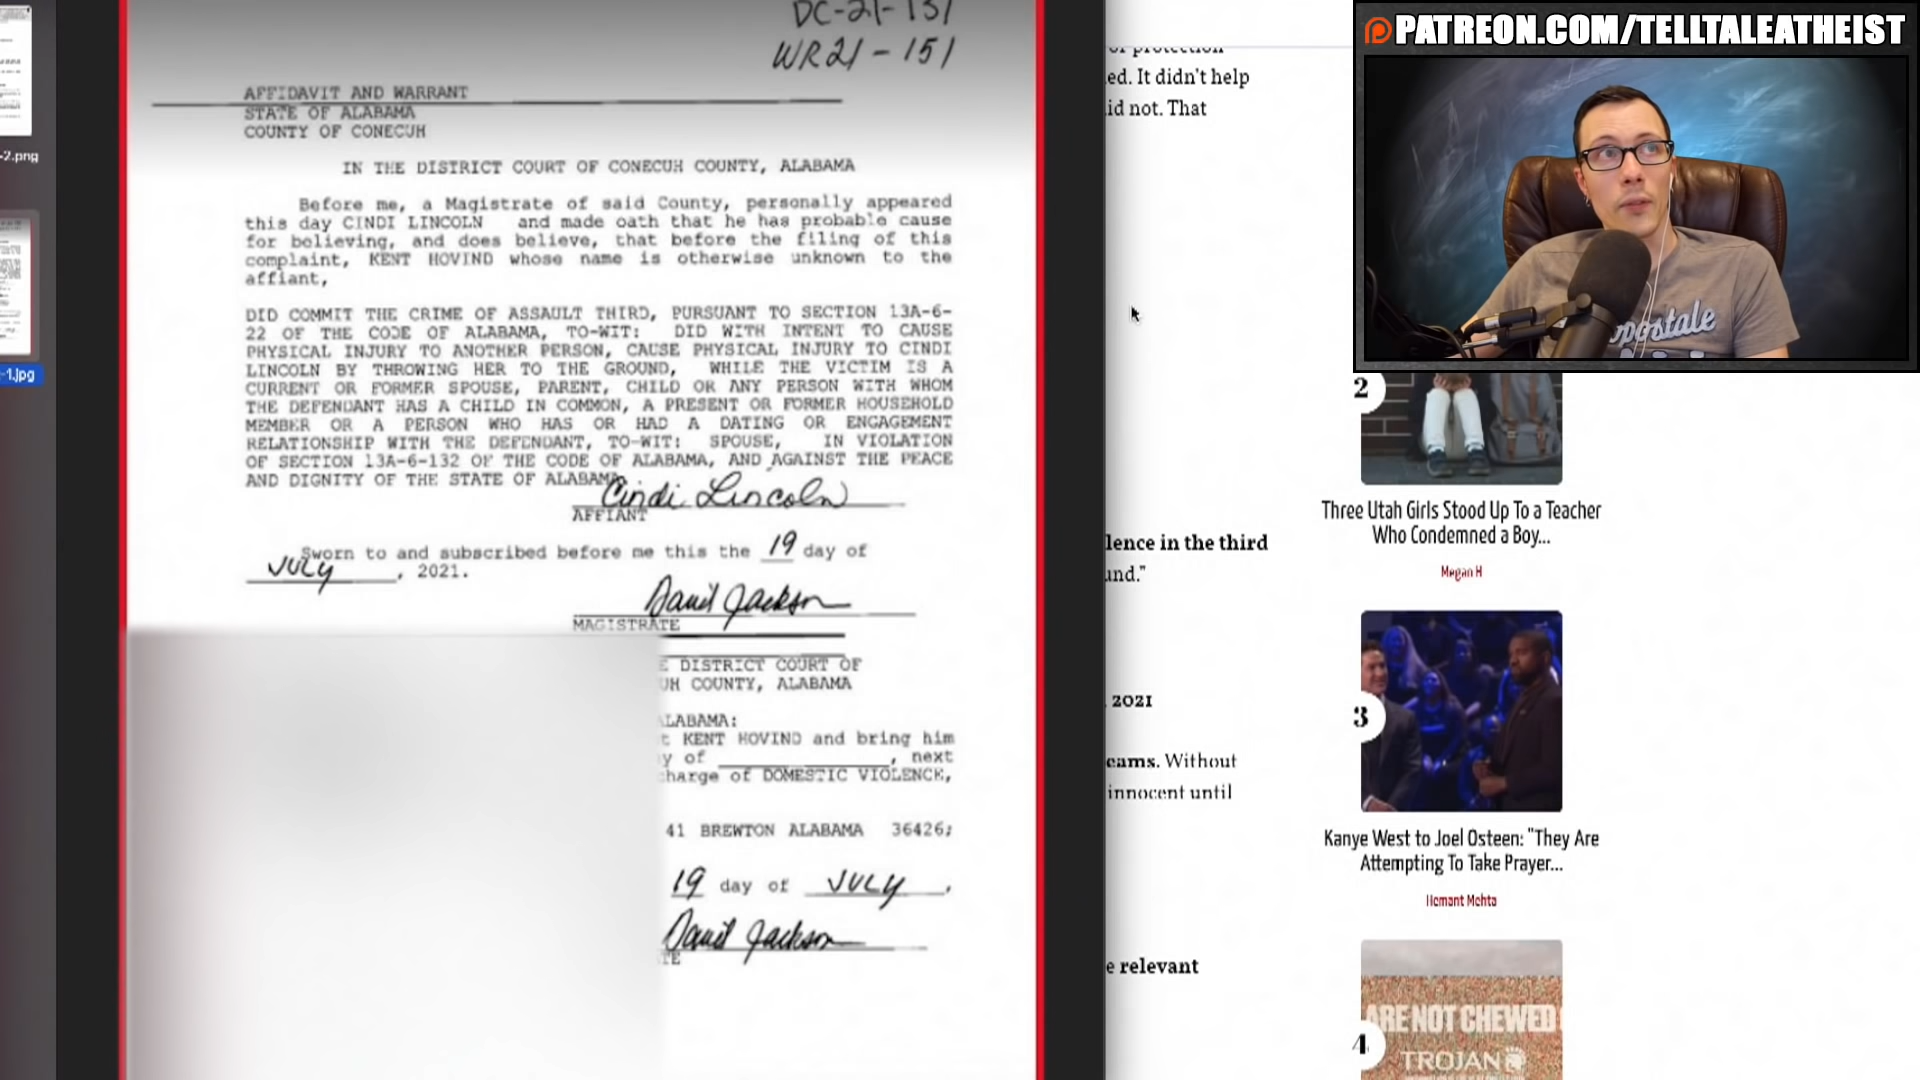 DC-21-131
WR21-151
AFFIDAVIT AND WARRANT
STATE OF ALABAMA
COUNTY OF CONECUH
IN THE DISTRICT COURT OF CONECUH COUNTY, ALABAMA
Before me, a Magistrate of said County, personally appeared
this day CINDI LINCOLN and made oath that he has probable cause
for believing, and does believe, that before the filing of this
complaint, KENT HOVIND whose name is otherwise unknown to the
affiant,
DID COMMIT THE CRIME OF ASSAULT THIRD, PURSUANT TO SECTION 13A-6-
22 OF THE CODE OF ALABAMA, TO-WIT: DID WITH INTENT TO CAUSE
PHYSICAL INJURY TO ANOTHER PERSON, CAUSE PHYSICAL INJURY TO CINDI
LINCOLN BY THROWING HER TO THE GROUND, WHILE THE VICTIM IS A
CURRENT OR FORMER SPOUSE, PARENT, CHILD OR ANY PERSON WITH WHOM
THE DEFENDANT HAS A CHILD IN COMMON, A PRESENT OR FORMER HOUSEHOLD
MEMBER OR A PERSON WHO HAS OR HAD A DATING OR ENGAGEMENT
RELATIONSHIP WITH THE DEFENDANT, TO-WIT: SPOUSE, IN VIOLATION
OF SECTION 13A-6-132 OF THE CODE OF ALABAMA, AND AGAINST THE PEACE
AND DIGNITY OF THE STATE OF ALABAMA.
Cindi Lincoln
AFFIANT
Sworn to and subscribed before me this the 19 day of
JULY, 2021.
David Jackson
MAGISTRATE
E DISTRICT COURT OF
UH COUNTY, ALABAMA
LABAMA:
t KENT HOVIND and bring him
y of ____, next
charge of DOMESTIC VIOLENCE,
41 BREWTON ALABAMA 36426;
19 day of JULY,
David Jackson
TE
-2.png
-1.jpg
or protection
ed. It didn't help
id not. That
lence in the third
und."
2021
cams. Without
innocent until
e relevant
PATREON.COM/TELLTALEATHEIST
2
Three Utah Girls Stood Up To a Teacher
Who Condemned a Boy...
Megan H
3
Kanye West to Joel Osteen: "They Are
Attempting To Take Prayer...
Hemant Mehta
4
ARE NOT CHEWED
TROJAN